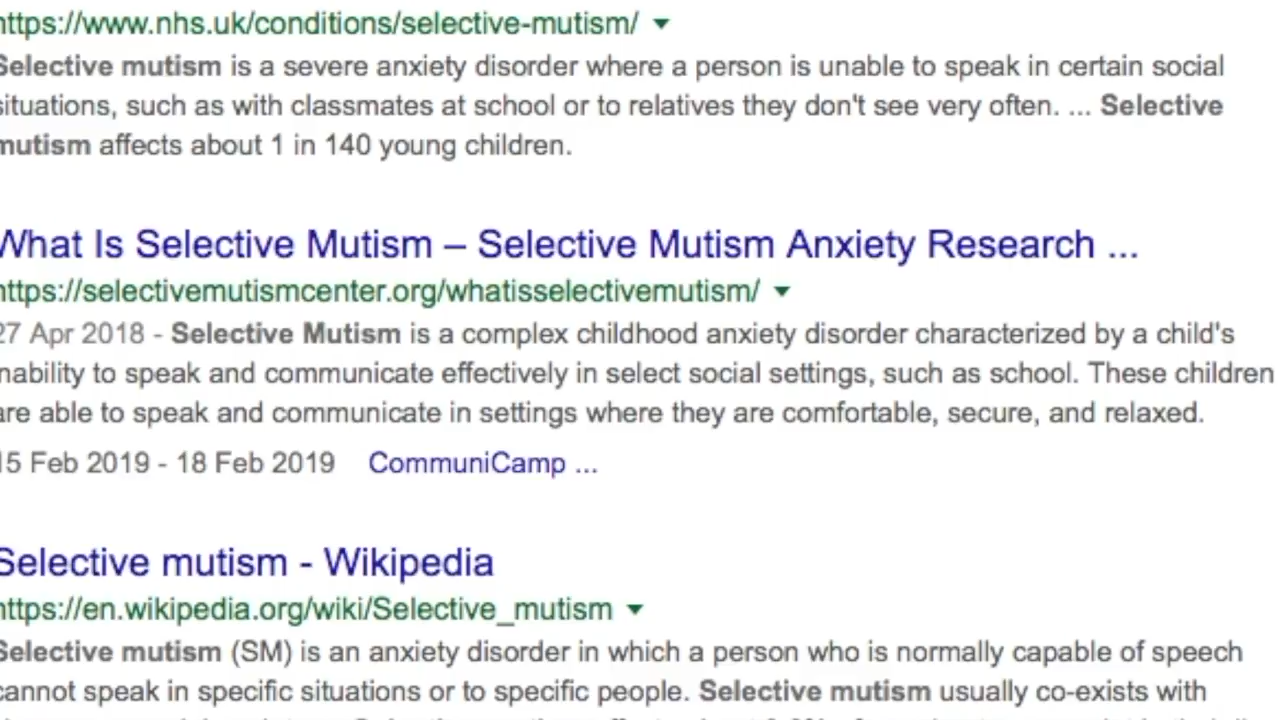 https://www.nhs.uk/conditions/selective-mutism/
Selective mutism is a severe anxiety disorder where a person is unable to speak in certain social
situations, such as with classmates at school or to relatives they don't see very often. ... Selective
mutism affects about 1 in 140 young children.
What Is Selective Mutism – Selective Mutism Anxiety Research ...
https://selectivemutismcenter.org/whatisselectivemutism/
27 Apr 2018 - Selective Mutism is a complex childhood anxiety disorder characterized by a child's
inability to speak and communicate effectively in select social settings, such as school. These children
are able to speak and communicate in settings where they are comfortable, secure, and relaxed.
15 Feb 2019 - 18 Feb 2019 CommuniCamp ...
Selective mutism - Wikipedia
https://en.wikipedia.org/wiki/Selective_mutism
Selective mutism (SM) is an anxiety disorder in which a person who is normally capable of speech
cannot speak in specific situations or to specific people. Selective mutism usually co-exists with